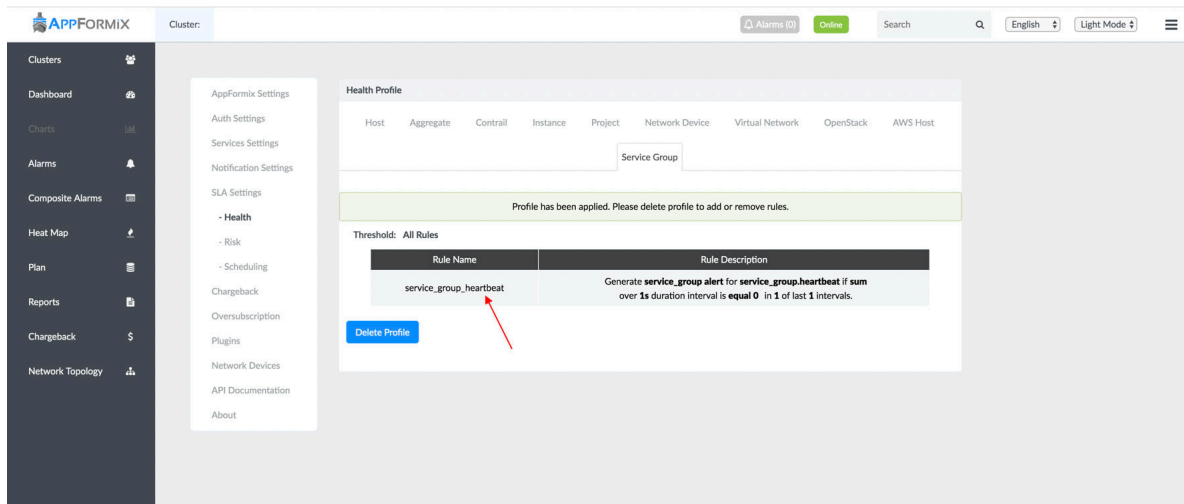 APPFORMIX
Cluster:
Alarms (0)
Online
Search
English
Light Mode
Clusters
Dashboard
Charts
Alarms
Composite Alarms
Heat Map
Plan
Reports
Chargeback
Network Topology
AppFormix Settings
Auth Settings
Services Settings
Notification Settings
SLA Settings
- Health
- Risk
- Scheduling
Chargeback
Oversubscription
Plugins
Network Devices
API Documentation
About
Health Profile
Host Aggregate Contrail Instance Project Network Device Virtual Network OpenStack AWS Host
Service Group
Profile has been applied. Please delete profile to add or remove rules.
Threshold: All Rules
Rule Name Rule Description
service_group_heartbeat
Generate service_group alert for service_group.heartbeat if sum
over 1s duration interval is equal 0 in 1 of last 1 intervals.
Delete Profile